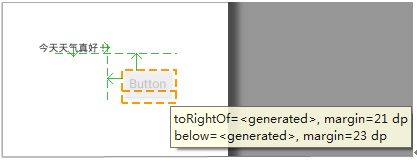 今天天气真好
Button
toRightOf=<generated>, margin=21 dp
below=<generated>, margin=23 dp